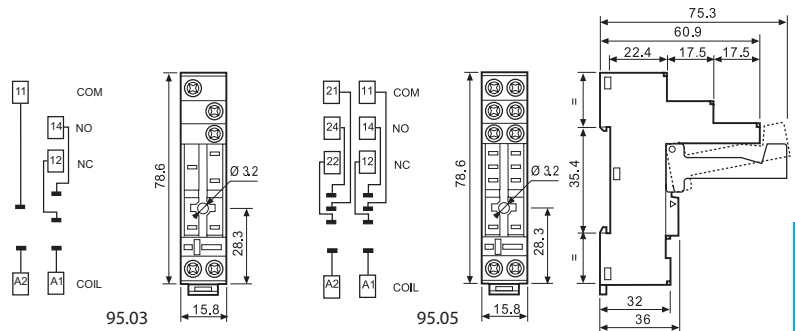 75.3
60.9
22.4
17.5
17.5
11
COM
14
NO
12
NC
78.6
Ø 3.2
28.3
A2
A1
COIL
95.03
15.8
21
11
COM
24
14
NO
22
12
NC
78.6
Ø 3.2
28.3
A2
A1
COIL
95.05
15.8
=
35.4
=
32
36